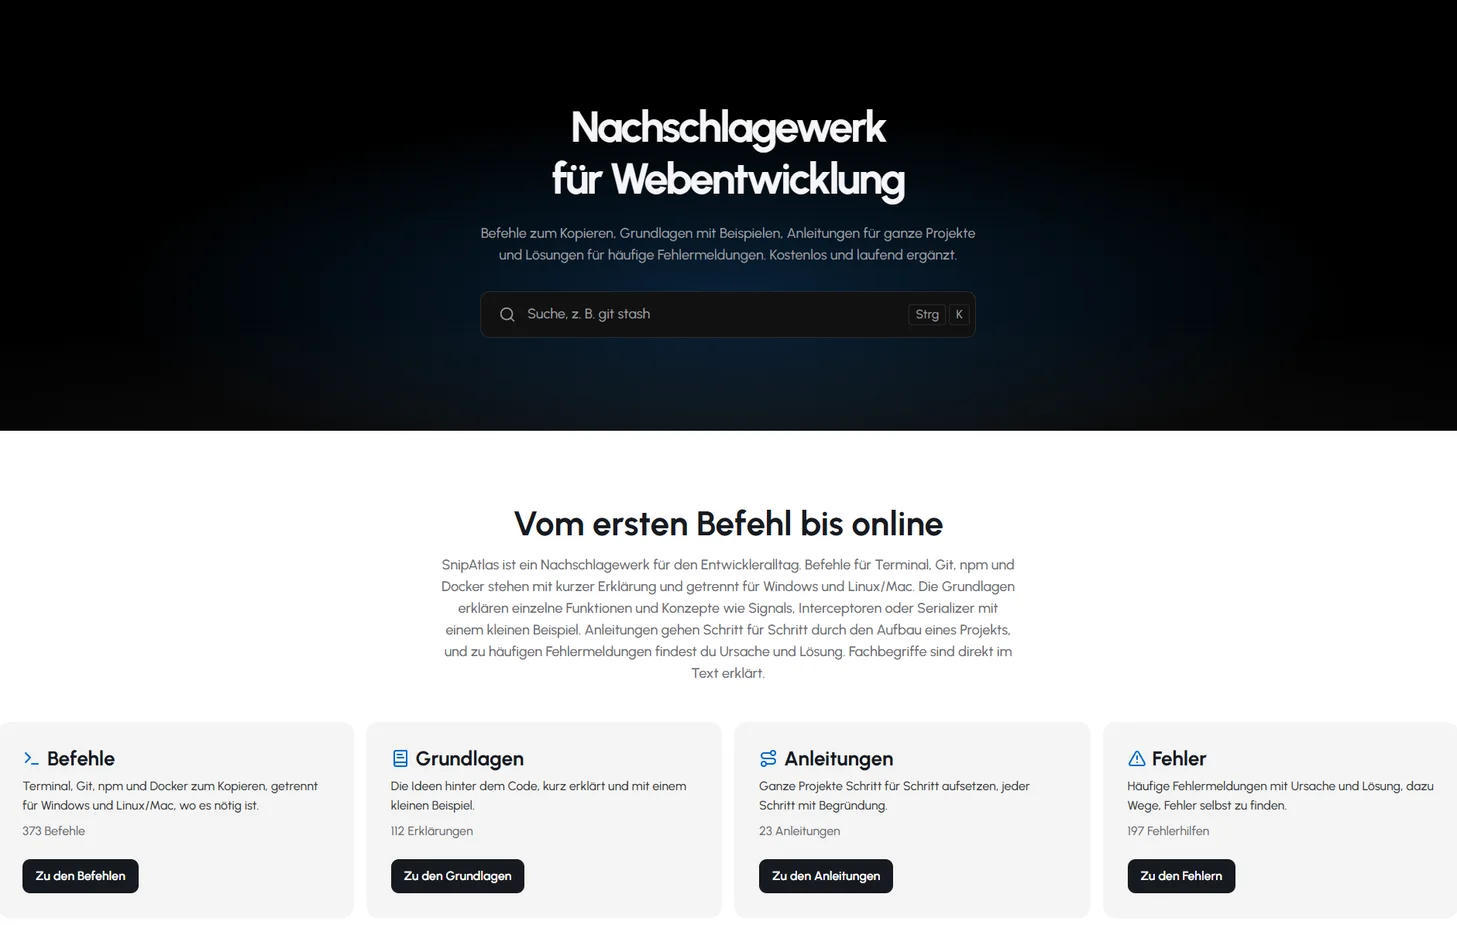 Nachschlagewerk
für Webentwicklung
Befehle zum Kopieren, Grundlagen mit Beispielen, Anleitungen für ganze Projekte
und Lösungen für häufige Fehlermeldungen. Kostenlos und laufend ergänzt.
Suche, z. B. git stash
Strg K
Vom ersten Befehl bis online
SnipAtlas ist ein Nachschlagewerk für den Entwickleralltag. Befehle für Terminal, Git, npm und
Docker stehen mit kurzer Erklärung und getrennt für Windows und Linux/Mac. Die Grundlagen
erklären einzelne Funktionen und Konzepte wie Signals, Interceptoren oder Serializer mit
einem kleinen Beispiel. Anleitungen gehen Schritt für Schritt durch den Aufbau eines Projekts,
und zu häufigen Fehlermeldungen findest du Ursache und Lösung. Fachbegriffe sind direkt im
Text erklärt.
Befehle
Terminal, Git, npm und Docker zum Kopieren, getrennt
für Windows und Linux/Mac, wo es nötig ist.
373 Befehle
Zu den Befehlen
Grundlagen
Die Ideen hinter dem Code, kurz erklärt und mit einem
kleinen Beispiel.
112 Erklärungen
Zu den Grundlagen
Anleitungen
Ganze Projekte Schritt für Schritt aufsetzen, jeder
Schritt mit Begründung.
23 Anleitungen
Zu den Anleitungen
Fehler
Häufige Fehlermeldungen mit Ursache und Lösung, dazu
Wege, Fehler selbst zu finden.
197 Fehlerhilfen
Zu den Fehlern